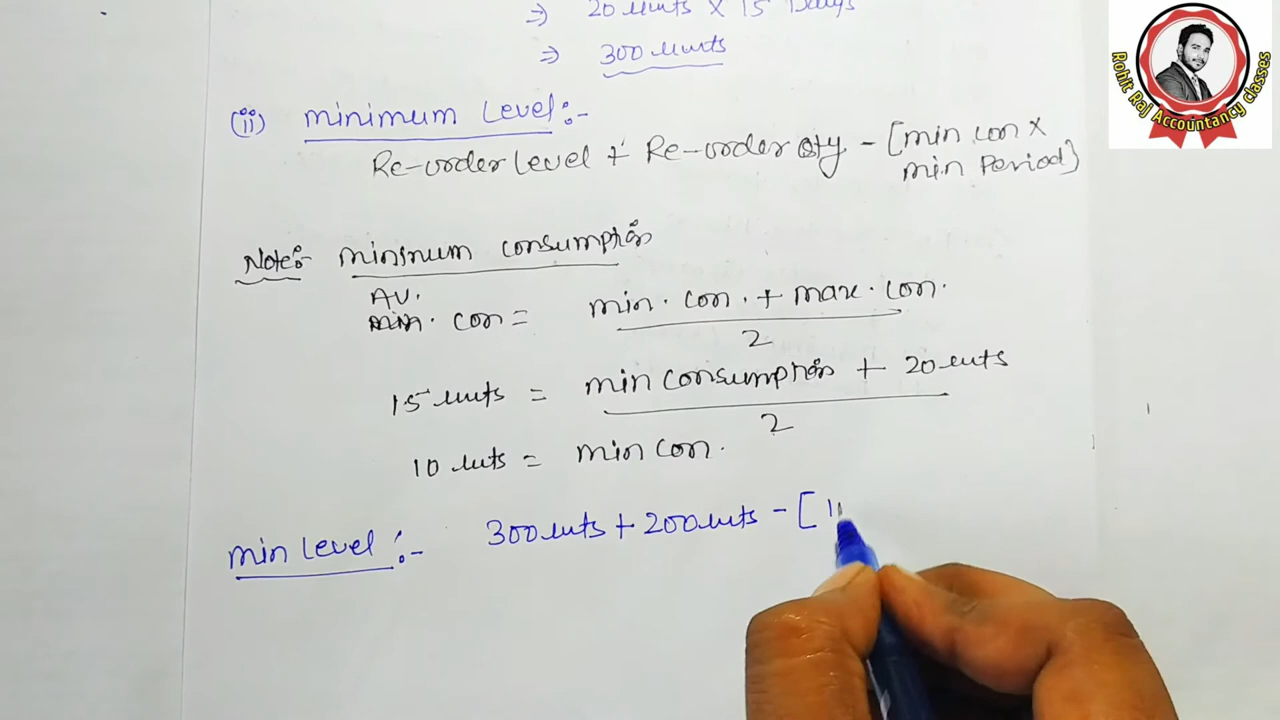 ⇒ 20 units × 15 Days
⇒ 300 units
(ii) minimum Level:-
Re-order Level + Re-order Qty - [min con ×
min Period]
Note:- minimum consumption
AV.
min. con = min. con. + max. con.
2
15 units = min consumption + 20 units
2
10 units = min con.
min Level:- 300 units + 200 units - [1
Rohit Raj Accountancy classes